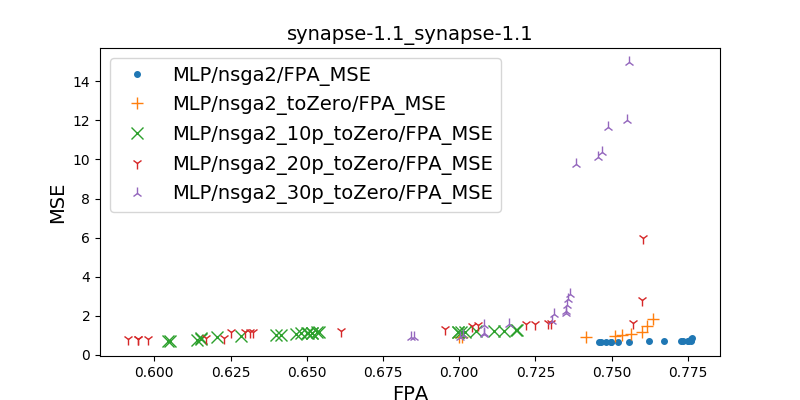 synapse-1.1_synapse-1.1
MLP/nsga2/FPA_MSE
MLP/nsga2_toZero/FPA_MSE
MLP/nsga2_10p_toZero/FPA_MSE
MLP/nsga2_20p_toZero/FPA_MSE
MLP/nsga2_30p_toZero/FPA_MSE
MSE
14
12
10
8
6
4
2
0
0.600 0.625 0.650 0.675 0.700 0.725 0.750 0.775
FPA